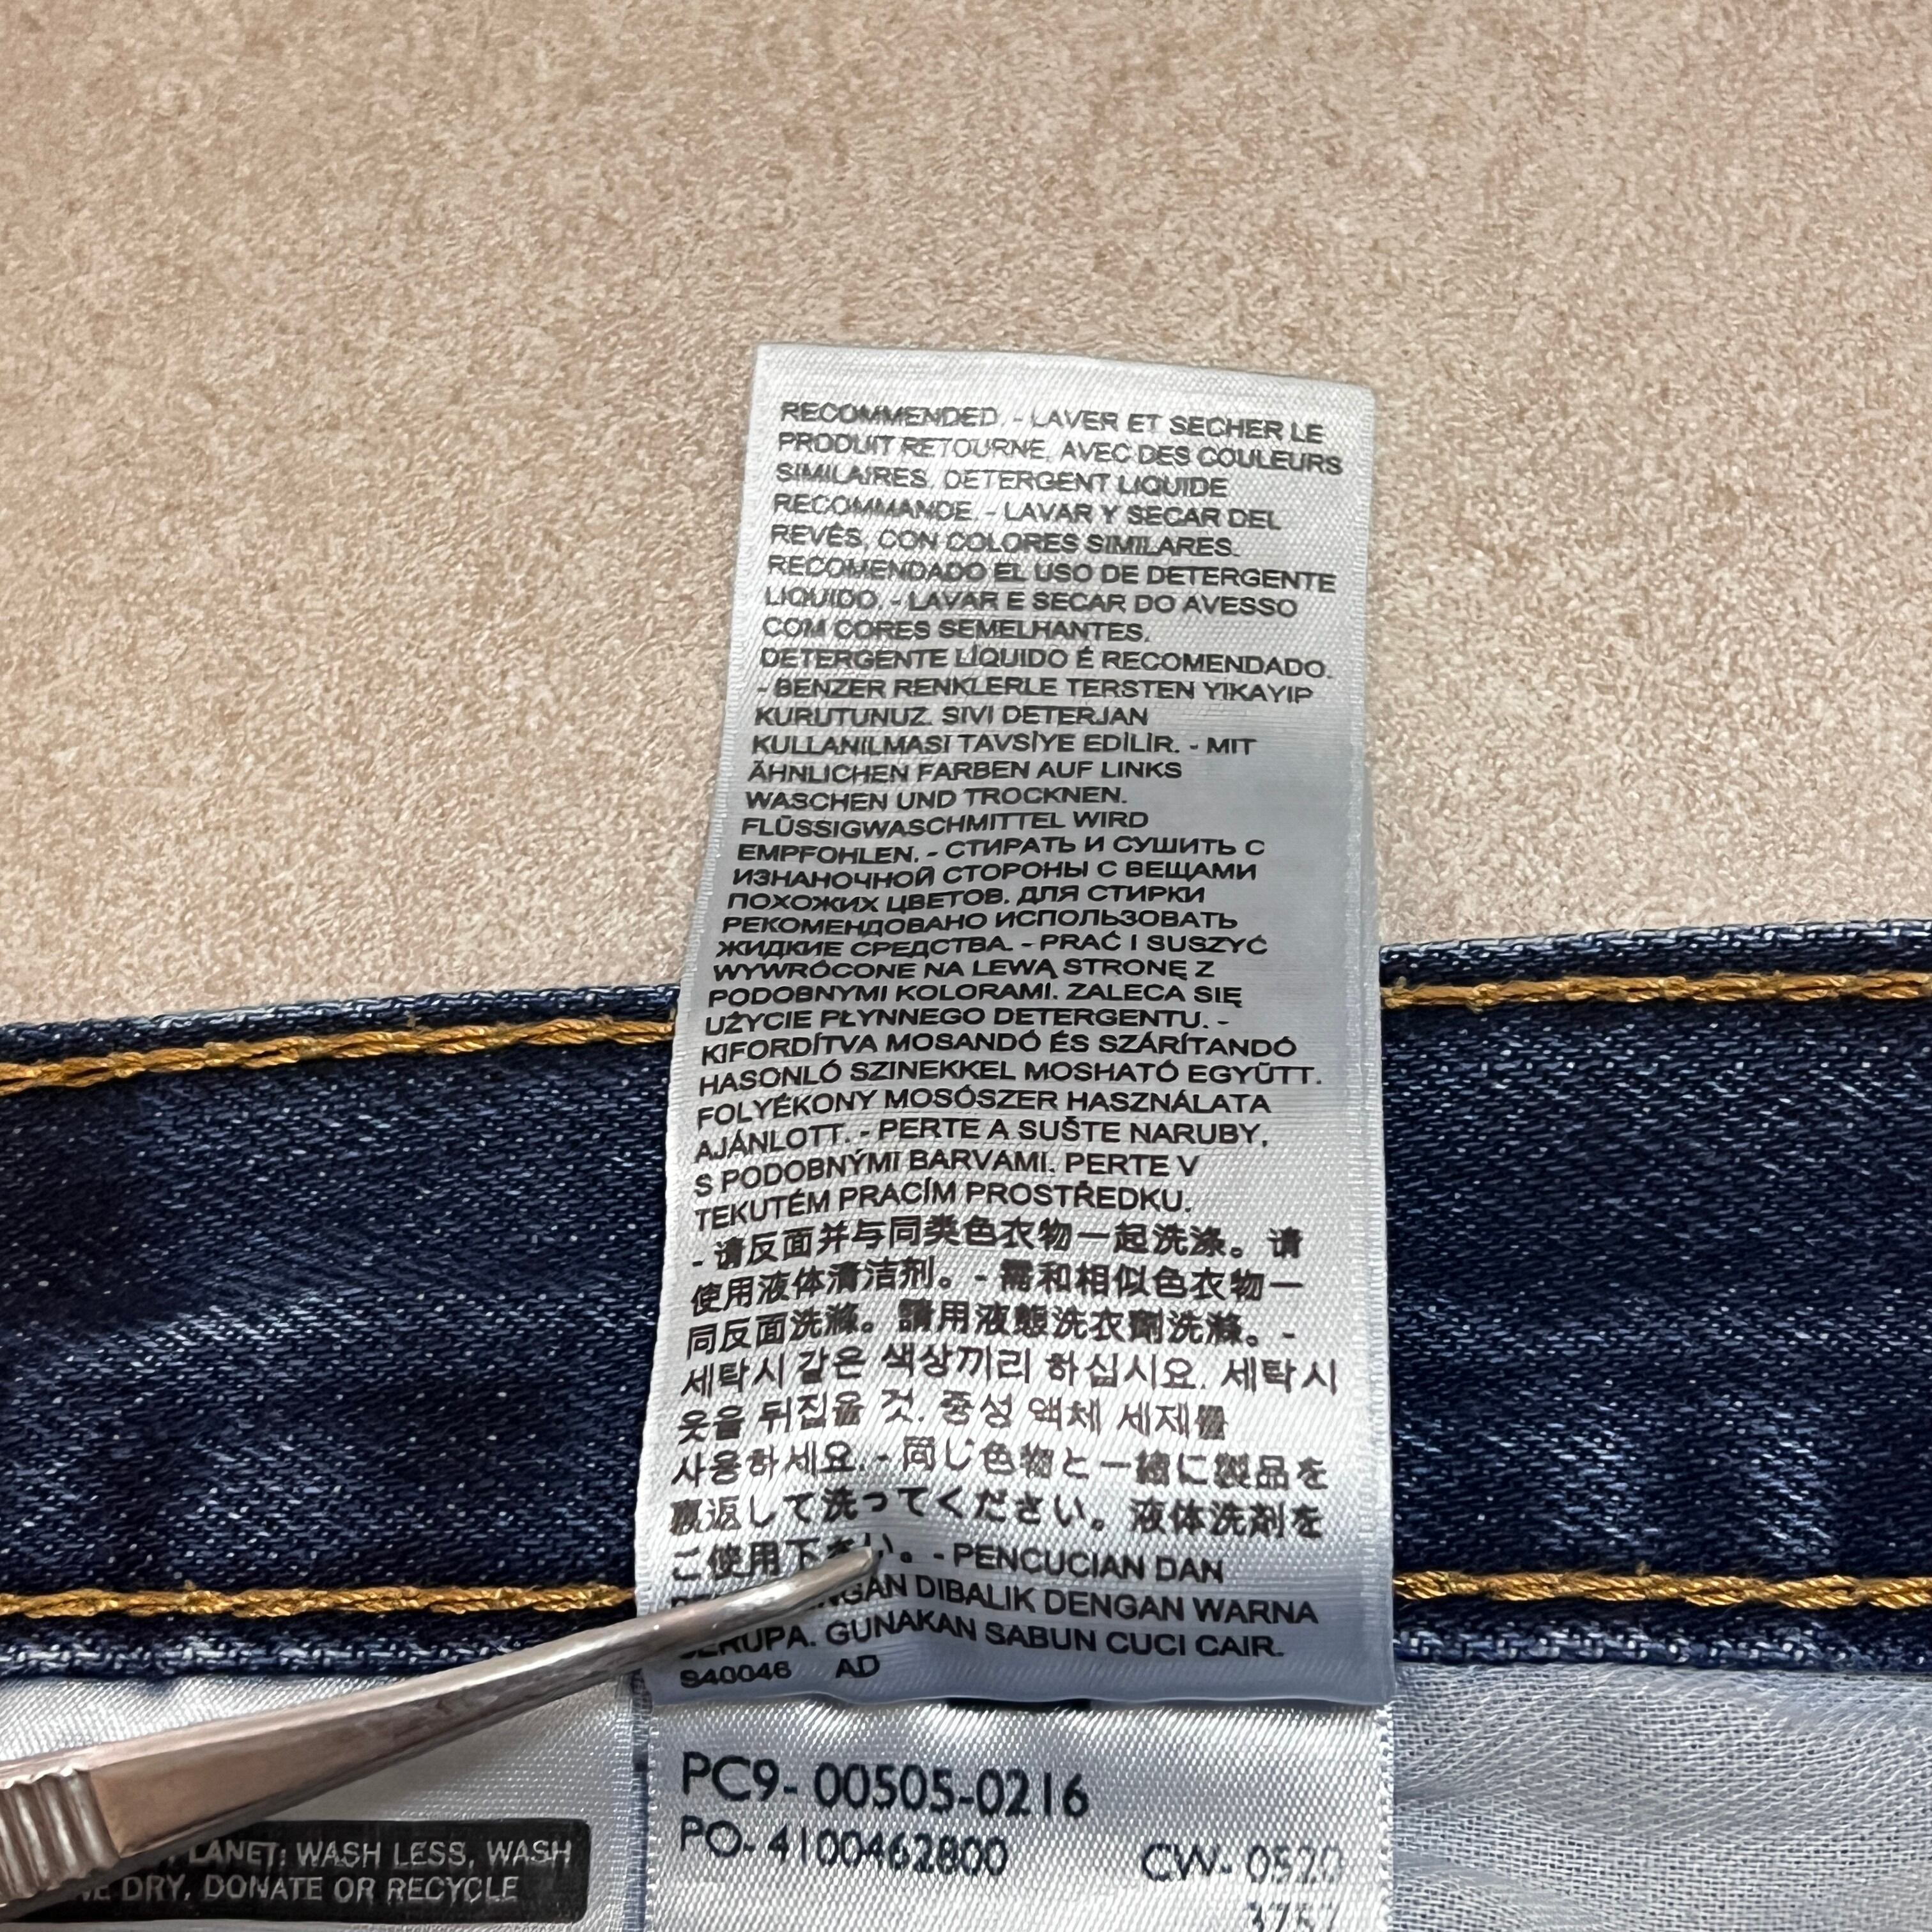 RECOMMENDED. - LAVER ET SECHER LE
PRODUIT RETOURNE, AVEC DES COULEURS
SIMILAIRES. DETERGENT LIQUIDE
RECOMMANDE. - LAVAR Y SECAR DEL
REVÉS, CON COLORES SIMILARES.
RECOMENDADO EL USO DE DETERGENTE
LIQUIDO. - LAVAR E SECAR DO AVESSO
COM CORES SEMELHANTES.
DETERGENTE LÍQUIDO É RECOMENDADO.
- BENZER RENKLERLE TERSTEN YIKAYIP
KURUTUNUZ. SIVI DETERJAN
KULLANILMASI TAVSİYE EDİLİR. - MIT
ÄHNLICHEN FARBEN AUF LINKS
WASCHEN UND TROCKNEN.
FLÜSSIGWASCHMITTEL WIRD
EMPFOHLEN. - СТИРАТЬ И СУШИТЬ С
ИЗНАНОЧНОЙ СТОРОНЫ С ВЕЩАМИ
ПОХОЖИХ ЦВЕТОВ. ДЛЯ СТИРКИ
РЕКОМЕНДОВАНО ИСПОЛЬЗОВАТЬ
ЖИДКИЕ СРЕДСТВА. - PRAĆ I SUSZYĆ
WYWRÓCONE NA LEWĄ STRONĘ Z
PODOBNYMI KOLORAMI. ZALECA SIĘ
UŻYCIE PŁYNNEGO DETERGENTU. -
KIFORDÍTVA MOSANDÓ ÉS SZÁRÍTANDÓ
HASONLÓ SZINEKKEL MOSHATÓ EGYÜTT.
FOLYÉKONY MOSÓSZER HASZNÁLATA
AJÁNLOTT. - PERTE A SUŠTE NARUBY,
S PODOBNÝMI BARVAMI. PERTE V
TEKUTÉM PRACÍM PROSTŘEDKU.
- 请反面并与同类色衣物一起洗涤。请
使用液体清洁剂。- 需和相似色衣物一
同反面洗滌。請用液態洗衣劑洗滌。-
세탁시 같은 색상끼리 하십시요. 세탁시
옷을 뒤집을 것. 중성 액체 세제를
사용하세요. - 同じ色物と一緒に製品を
裏返して洗ってください。液体洗剤を
ご使用下さい。- PENCUCIAN DAN
DIBALIK DENGAN WARNA
SERUPA. GUNAKAN SABUN CUCI CAIR.
S40046 AD
PC9- 00505-0216
PO- 4100462800 CW- 0520
3757
PLANET: WASH LESS, WASH
DRY, DONATE OR RECYCLE